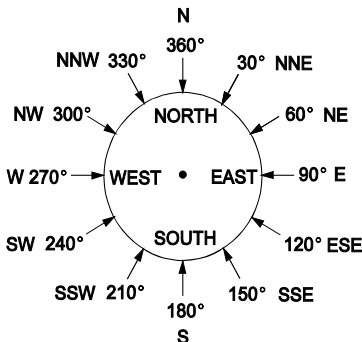 N
360°
NNW 330°
30° NNE
NORTH
NW 300°
60° NE
W 270°
WEST
EAST
90° E
SOUTH
SW 240°
120° ESE
SSW 210°
150° SSE
180°
S